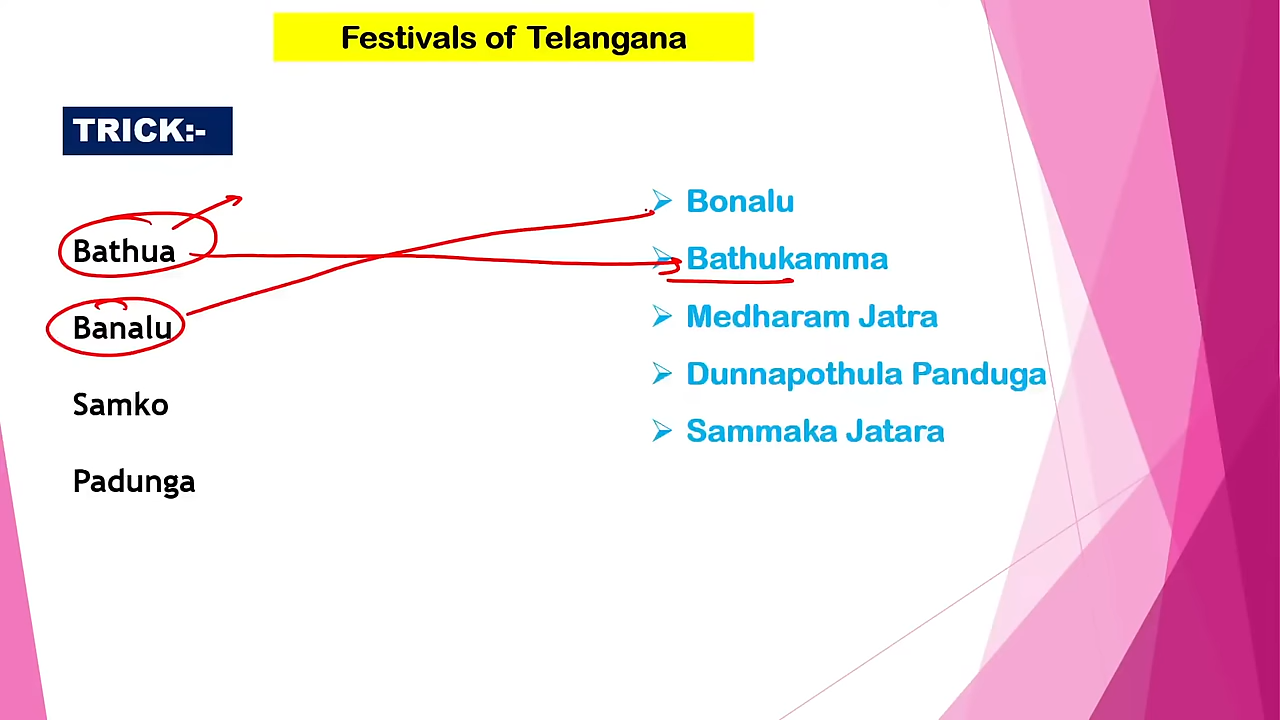 Festivals of Telangana
TRICK:-
Bathua
Banalu
Samko
Padunga
Bonalu
Bathukamma
Medharam Jatra
Dunnapothula Panduga
Sammaka Jatara